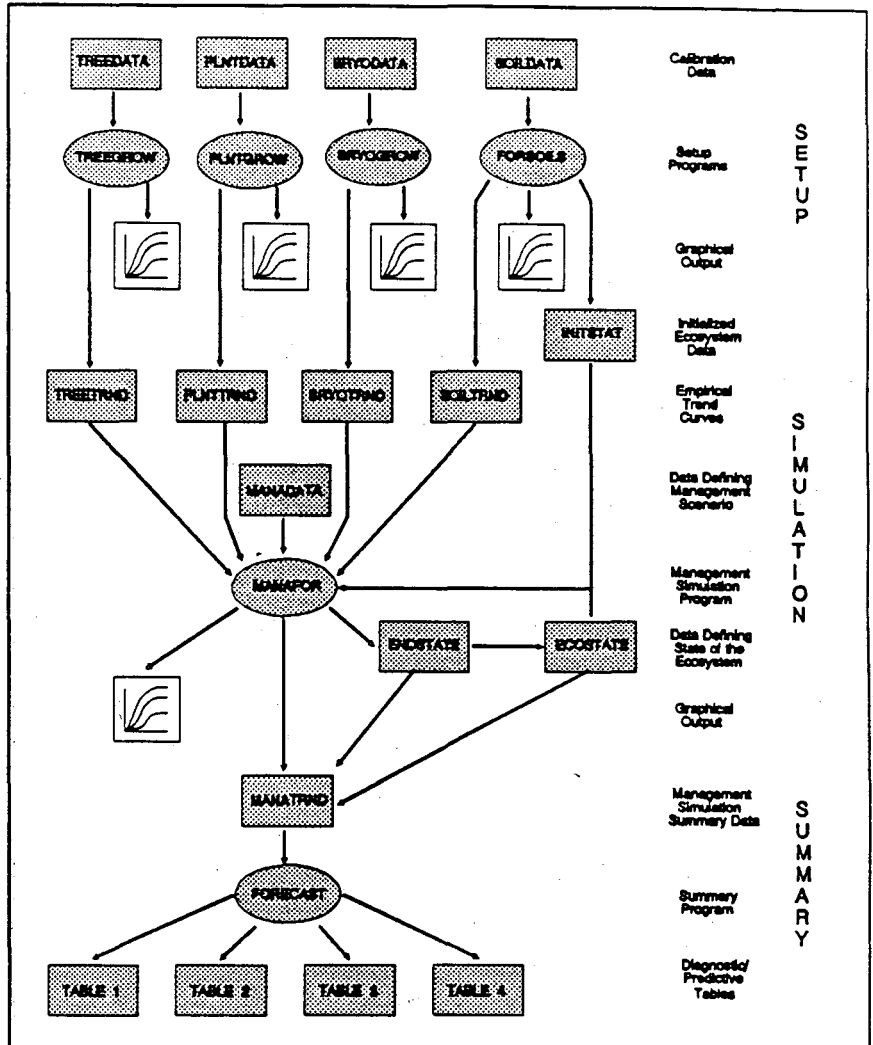 TREEDATA PLNTDATA BRYODATA SOILDATA
Calibration
Data
TREEGROW PLNTGROW BRYOGROW FORSOILS
Setup
Programs
SETUP
Graphical
Output
INITSTAT
Initialized
Ecosystem
Data
TREETRND PLNTTRND BRYOTRND SOILTRND
Empirical
Trend
Curves
MANADATA
Data Defining
Management
Scenario
SIMULATION
MANAFOR
Management
Simulation
Program
ENDSTATE ECOSTATE
Data Defining
State of the
Ecosystem
Graphical
Output
MANATRND
Management
Simulation
Summary Data
SUMMARY
FORECAST
Summary
Program
TABLE 1 TABLE 2 TABLE 3 TABLE 4
Diagnostic/
Predictive
Tables